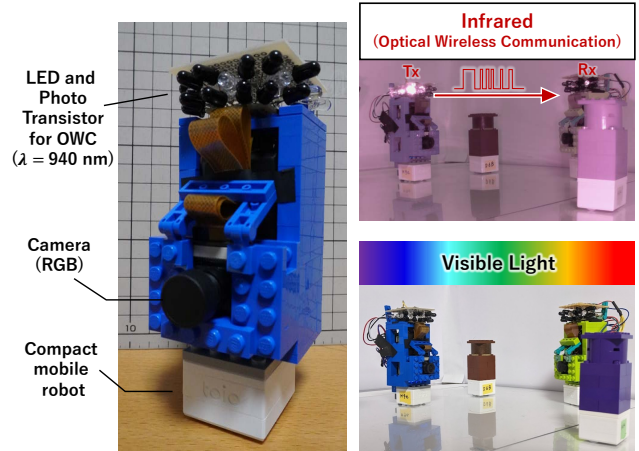 LED and
Photo
Transistor
for OWC
(λ = 940 nm)
Camera
(RGB)
Compact
mobile
robot
10
toio
Infrared
(Optical Wireless Communication)
Tx
Rx
Visible Light